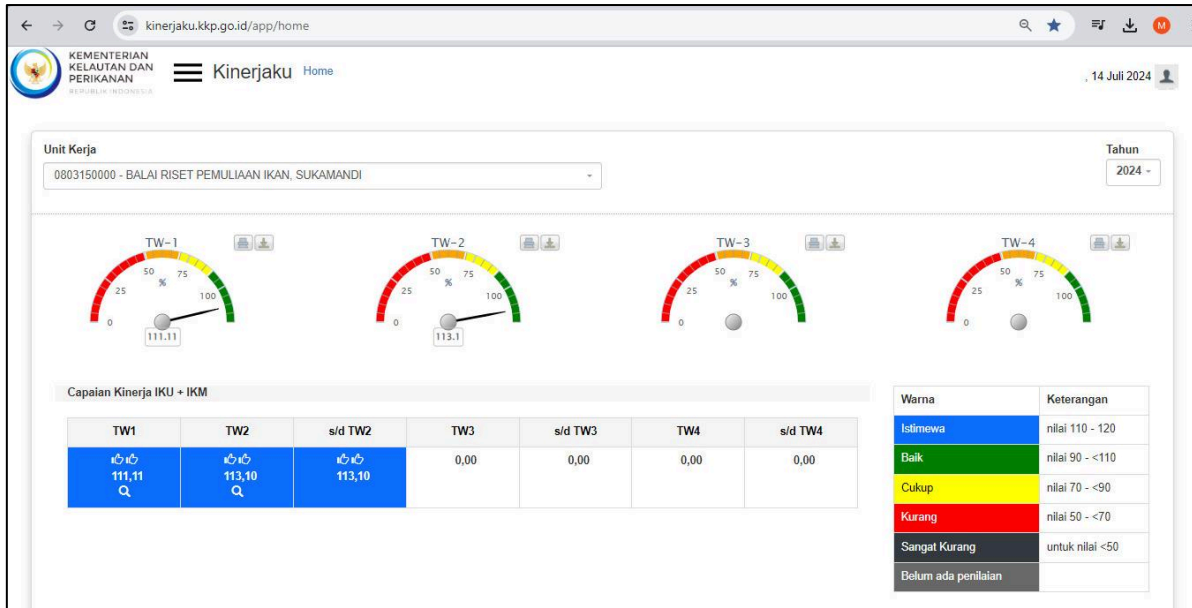 kinerjaku.kkp.go.id/app/home
M
KEMENTERIAN
KELAUTAN DAN
PERIKANAN
REPUBLIK INDONESIA
Kinerjaku Home
, 14 Juli 2024
Unit Kerja
Tahun
0803150000 - BALAI RISET PEMULIAAN IKAN, SUKAMANDI
2024
TW-1
0 25 50 75 100
%
111.11
TW-2
0 25 50 75 100
%
113.1
TW-3
0 25 50 75 100
%
TW-4
0 25 50 75 100
%
Capaian Kinerja IKU + IKM
TW1 TW2 s/d TW2 TW3 s/d TW3 TW4 s/d TW4
111,11 113,10 113,10 0,00 0,00 0,00 0,00
Warna Keterangan
Istimewa nilai 110 - 120
Baik nilai 90 - <110
Cukup nilai 70 - <90
Kurang nilai 50 - <70
Sangat Kurang untuk nilai <50
Belum ada penilaian